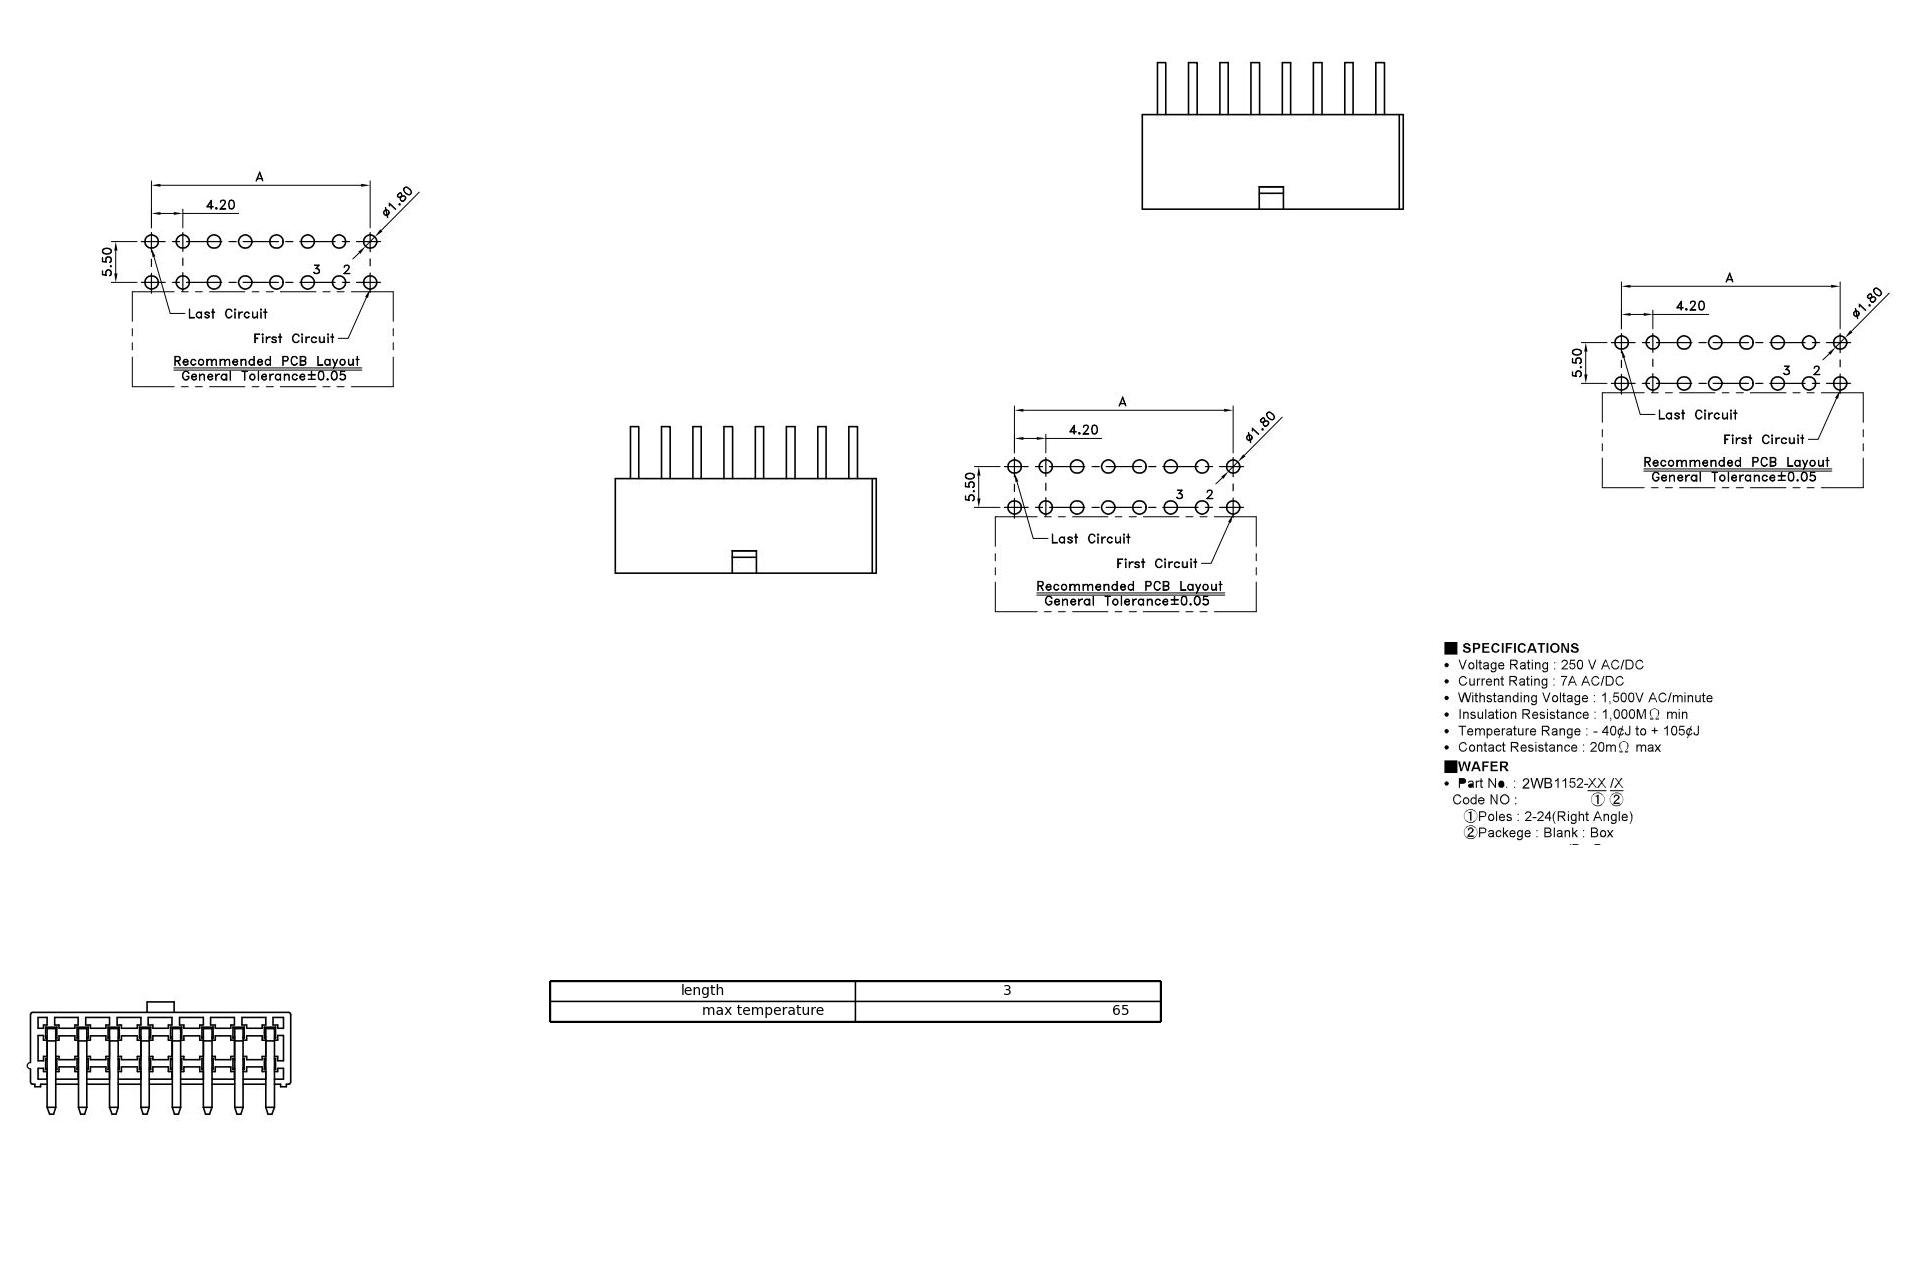 A
4.20
ø1.80
5.50
3 2
Last Circuit
First Circuit
Recommended PCB Layout
General Tolerance±0.05
A
4.20
ø1.80
5.50
3 2
Last Circuit
First Circuit
Recommended PCB Layout
General Tolerance±0.05
A
4.20
ø1.80
5.50
3 2
Last Circuit
First Circuit
Recommended PCB Layout
General Tolerance±0.05
■ SPECIFICATIONS
• Voltage Rating : 250 V AC/DC
• Current Rating : 7A AC/DC
• Withstanding Voltage : 1,500V AC/minute
• Insulation Resistance : 1,000MΩ min
• Temperature Range : - 40¢J to + 105¢J
• Contact Resistance : 20mΩ max
■WAFER
• Part No. : 2WB1152-XX /X
Code NO : ① ②
①Poles : 2-24(Right Angle)
②Packege : Blank : Box
length 3
max temperature 65